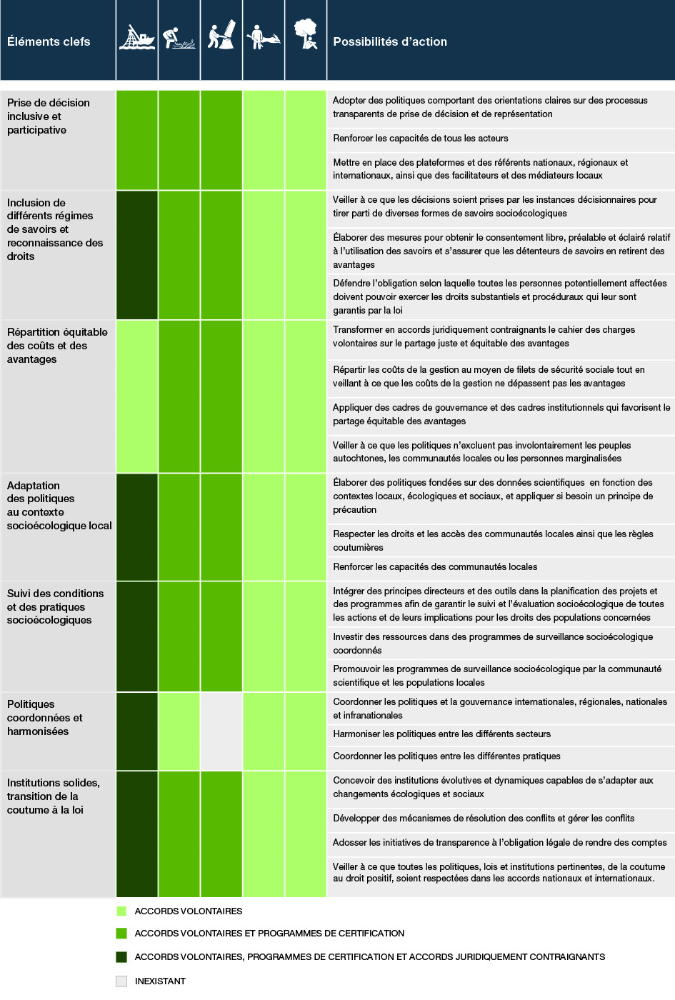 Éléments clefs
Possibilités d’action
Prise de décision
inclusive et
participative
Adopter des politiques comportant des orientations claires sur des processus
transparents de prise de décision et de représentation
Renforcer les capacités de tous les acteurs
Mettre en place des plateformes et des référents nationaux, régionaux et
internationaux, ainsi que des facilitateurs et des médiateurs locaux
Inclusion de
différents régimes
de savoirs et
reconnaissance des
droits
Veiller à ce que les décisions soient prises par les instances décisionnaires pour
tirer parti de diverses formes de savoirs socioécologiques
Élaborer des mesures pour obtenir le consentement libre, préalable et éclairé relatif
à l’utilisation des savoirs et s’assurer que les détenteurs de savoirs en retirent des
avantages
Défendre l’obligation selon laquelle toutes les personnes potentiellement affectées
doivent pouvoir exercer les droits substantiels et procéduraux qui leur sont
garantis par la loi
Répartition équitable
des coûts et des
avantages
Transformer en accords juridiquement contraignants le cahier des charges
volontaires sur le partage juste et équitable des avantages
Répartir les coûts de la gestion au moyen de filets de sécurité sociale tout en
veillant à ce que les coûts de la gestion ne dépassent pas les avantages
Appliquer des cadres de gouvernance et des cadres institutionnels qui favorisent le
partage équitable des avantages
Veiller à ce que les politiques n’excluent pas involontairement les peuples
autochtones, les communautés locales ou les personnes marginalisées
Adaptation
des politiques
au contexte
socioécologique local
Élaborer des politiques fondées sur des données scientifiques en fonction des
contextes locaux, écologiques et sociaux, et appliquer si besoin un principe de
précaution
Respecter les droits et les accès des communautés locales ainsi que les règles
coutumières
Renforcer les capacités des communautés locales
Suivi des conditions
et des pratiques
socioécologiques
Intégrer des principes directeurs et des outils dans la planification des projets et
des programmes afin de garantir le suivi et l’évaluation socioécologique de toutes
les actions et de leurs implications pour les droits des populations concernées
Investir des ressources dans des programmes de surveillance socioécologique
coordonnés
Promouvoir les programmes de surveillance socioécologique par la communauté
scientifique et les populations locales
Politiques
coordonnées et
harmonisées
Coordonner les politiques et la gouvernance internationales, régionales, nationales
et infranationales
Harmoniser les politiques entre les différents secteurs
Coordonner les politiques entre les différentes pratiques
Institutions solides,
transition de la
coutume à la loi
Concevoir des institutions évolutives et dynamiques capables de s’adapter aux
changements écologiques et sociaux
Développer des mécanismes de résolution des conflits et gérer les conflits
Adosser les initiatives de transparence à l’obligation légale de rendre des comptes
Veiller à ce que toutes les politiques, lois et institutions pertinentes, de la coutume
au droit positif, soient respectées dans les accords nationaux et internationaux.
ACCORDS VOLONTAIRES
ACCORDS VOLONTAIRES ET PROGRAMMES DE CERTIFICATION
ACCORDS VOLONTAIRES, PROGRAMMES DE CERTIFICATION ET ACCORDS JURIDIQUEMENT CONTRAIGNANTS
INEXISTANT